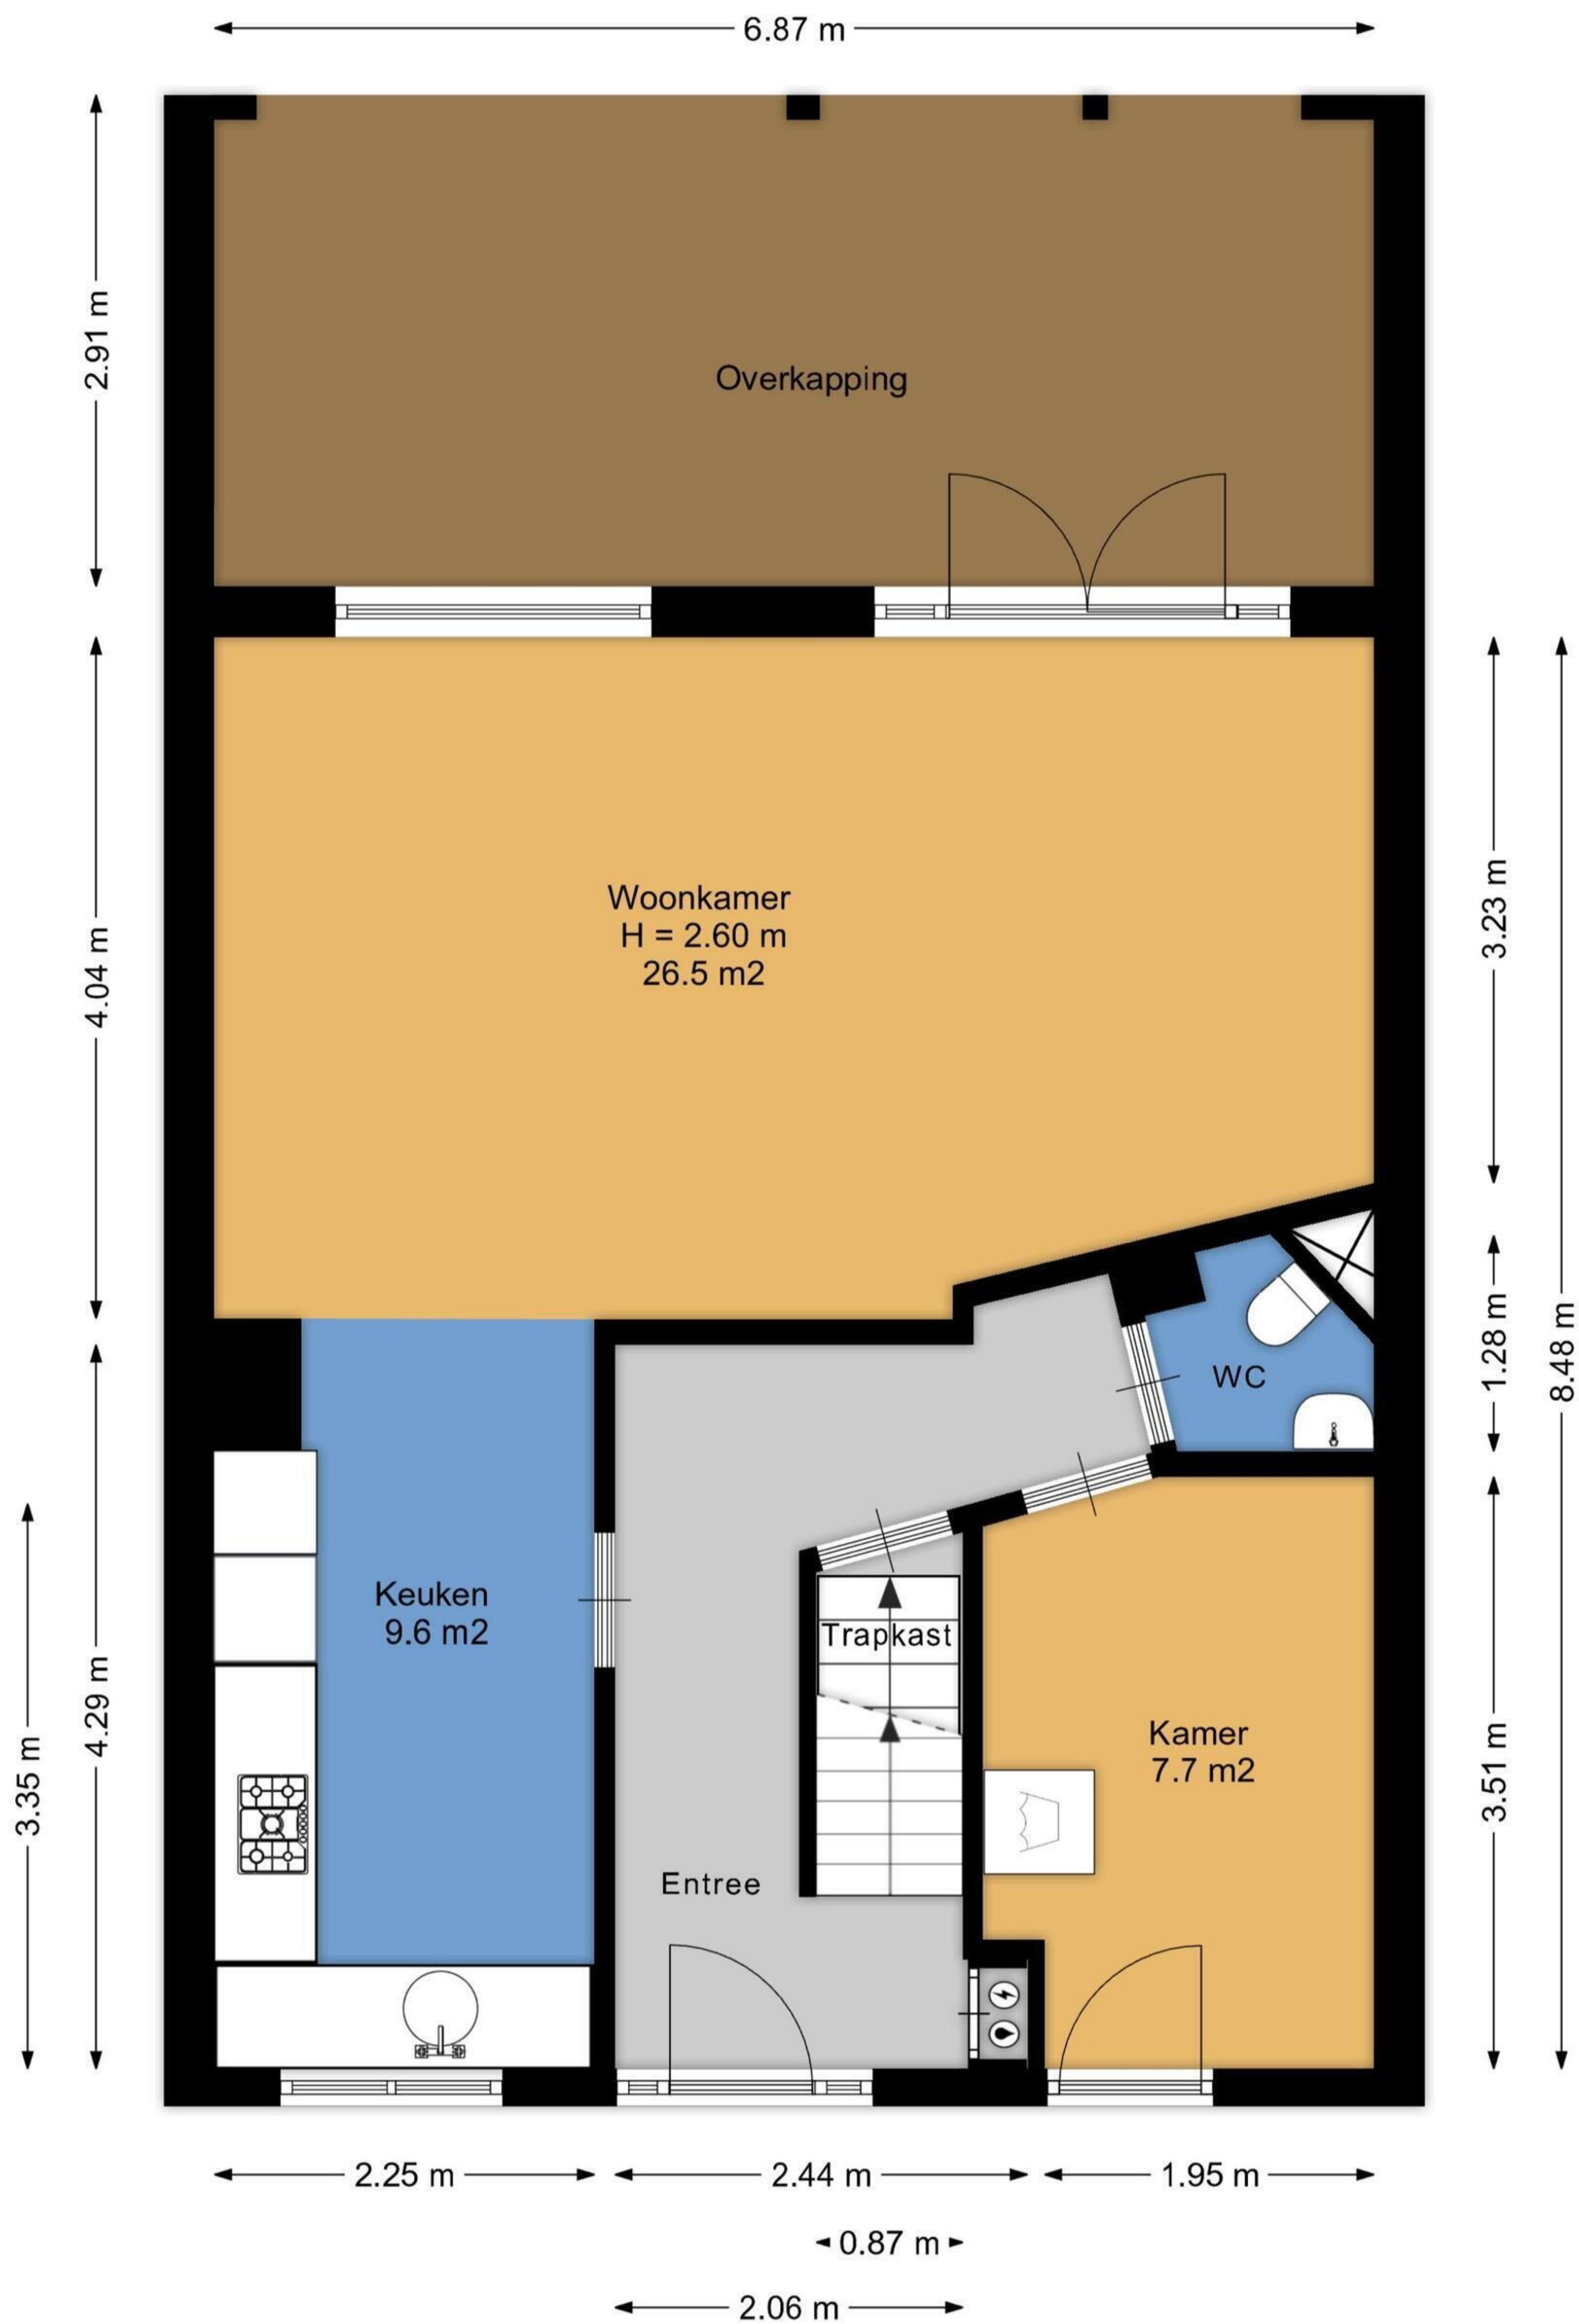 6.87 m
2.91 m
Overkapping
4.04 m
Woonkamer
H = 2.60 m
26.5 m2
3.23 m
8.48 m
1.28 m
WC
Keuken
9.6 m2
Trapkast
Kamer
7.7 m2
3.51 m
4.29 m
3.35 m
Entree
2.25 m
2.44 m
1.95 m
0.87 m
2.06 m